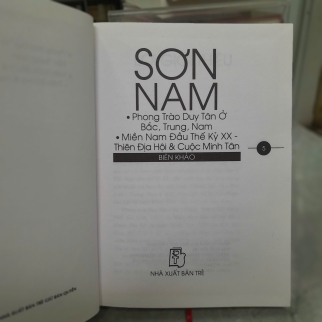 SƠN
NAM
• Phong Trào Duy Tân Ở
Bắc, Trung, Nam
• Miền Nam Đầu Thế Kỷ XX -
Thiên Địa Hội & Cuộc Minh Tân
BIÊN KHẢO
5
NHÀ XUẤT BẢN TRẺ